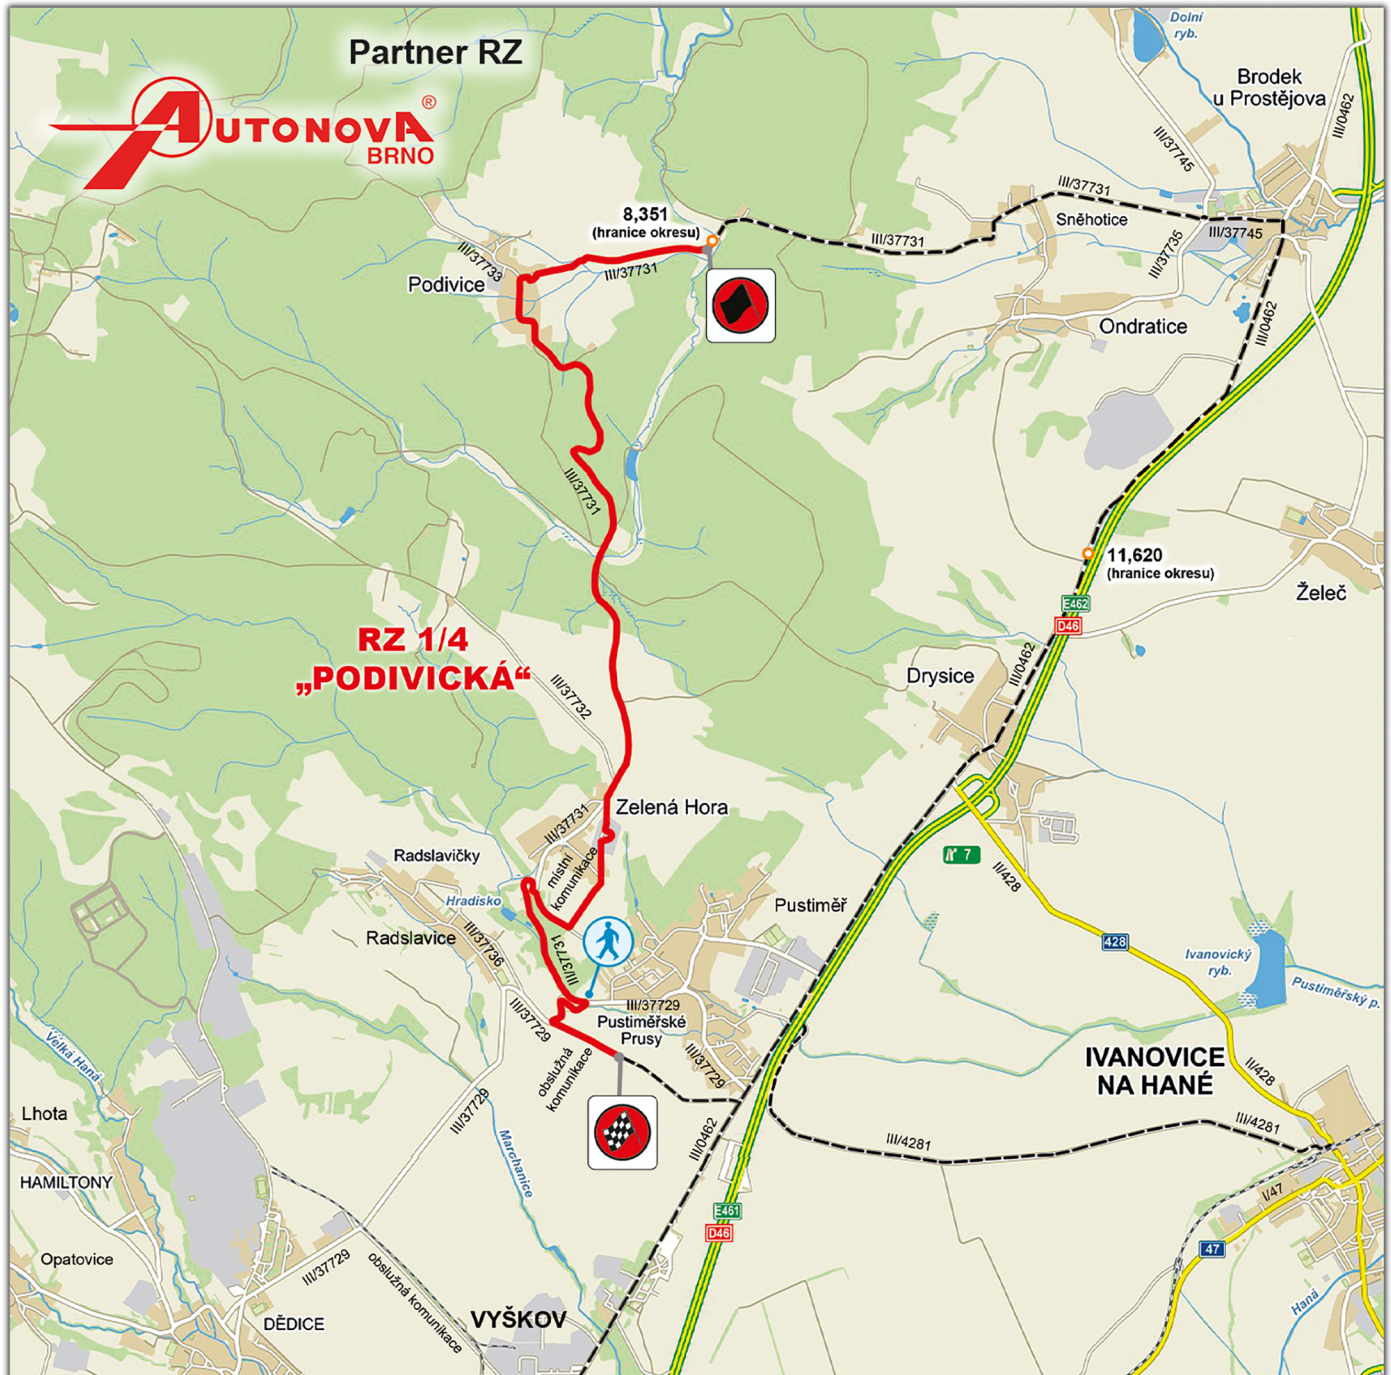 Partner RZ
AUTONOVA®
BRNO
Dolní
ryb.
Brodek
u Prostějova
III/0462
III/37745
III/37731
Sněhotice
8,351
(hranice okresu)
III/37733
III/37731
III/37731
III/37735
III/37745
Podivice
Ondratice
II/0462
III/37731
11,620
(hranice okresu)
Želeč
E462
D46
RZ 1/4
„PODIVICKÁ“
III/37732
Drysice
III/0462
Zelená Hora
III/37731
místní
komunikace
Radslavičky
7
II/428
Hradisko
Pustiměř
Radslavice
III/37736
III/37731
428
Ivanovický
ryb.
Pustiměřský p.
III/37729
III/37729
Pustiměřské
Prusy
III/37729
obslužná
komunikace
Velká Haná
IVANOVICE
NA HANÉ
II/428
Lhota
III/37729
Marchanice
III/0462
III/4281
III/4281
HAMILTONY
I/47
E461
D46
47
Opatovice
III/37729
obslužná komunikace
Haná
DĚDICE
VYŠKOV